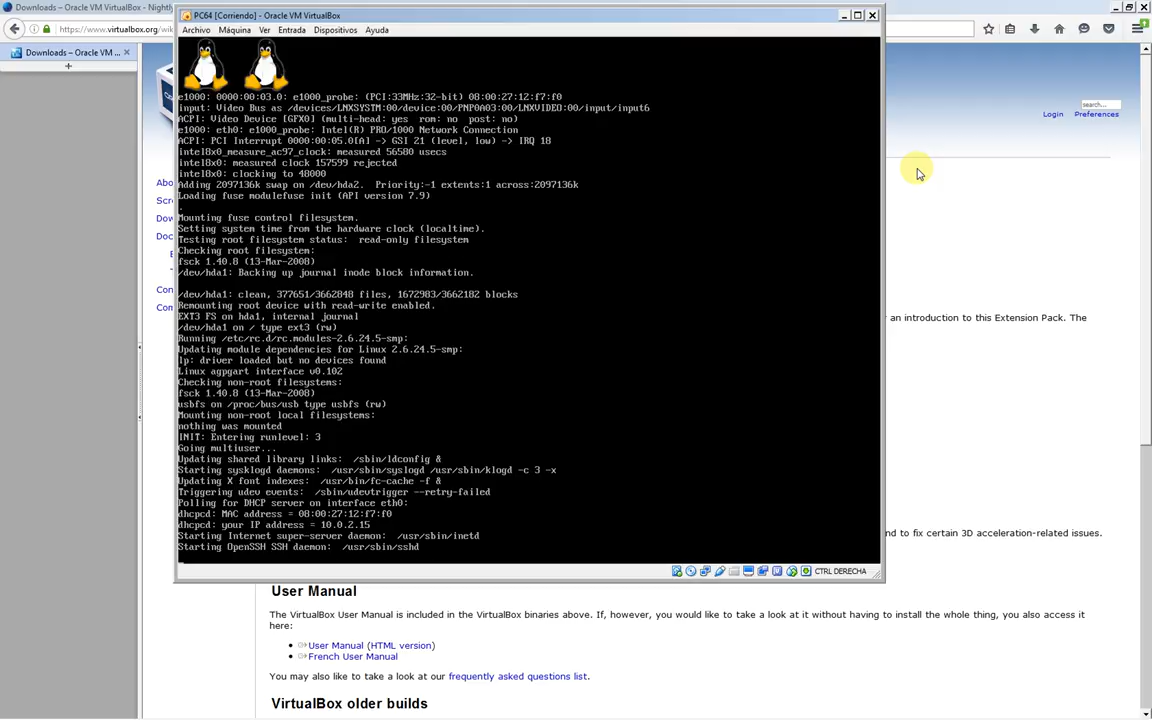 Downloads – Oracle VM VirtualBox - Nightly
PC64 [Corriendo] - Oracle VM VirtualBox
https://www.virtualbox.org/wik
Archivo Máquina Ver Entrada Dispositivos Ayuda
Downloads – Oracle VM ...
search...
Login Preferences
e1000: 0000:00:03.0: e1000_probe: (PCI:33MHz:32-bit) 08:00:27:12:f7:f0
input: Video Bus as /devices/LNXSYSTM:00/device:00/PNP0A03:00/LNXVIDEO:00/input/input6
ACPI: Video Device [GFX0] (multi-head: yes  rom: no  post: no)
e1000: eth0: e1000_probe: Intel(R) PRO/1000 Network Connection
ACPI: PCI Interrupt 0000:00:05.0[A] -> GSI 21 (level, low) -> IRQ 18
intel8x0_measure_ac97_clock: measured 56580 usecs
intel8x0: measured clock 157599 rejected
intel8x0: clocking to 48000
Adding 2097136k swap on /dev/hda2.  Priority:-1 extents:1 across:2097136k
Loading fuse modulefuse init (API version 7.9)
.
Mounting fuse control filesystem.
Setting system time from the hardware clock (localtime).
Testing root filesystem status:  read-only filesystem
Checking root filesystem:
fsck 1.40.8 (13-Mar-2008)
/dev/hda1: Backing up journal inode block information.
/dev/hda1: clean, 377651/3662848 files, 1672983/3662182 blocks
Remounting root device with read-write enabled.
EXT3 FS on hda1, internal journal
/dev/hda1 on / type ext3 (rw)
Running /etc/rc.d/rc.modules-2.6.24.5-smp:
Updating module dependencies for Linux 2.6.24.5-smp:
lp: driver loaded but no devices found
Linux agpgart interface v0.102
Checking non-root filesystems:
fsck 1.40.8 (13-Mar-2008)
usbfs on /proc/bus/usb type usbfs (rw)
Mounting non-root local filesystems:
nothing was mounted
INIT: Entering runlevel: 3
Going multiuser...
Updating shared library links:  /sbin/ldconfig &
Starting sysklogd daemons:  /usr/sbin/syslogd /usr/sbin/klogd -c 3 -x
Updating X font indexes:  /usr/bin/fc-cache -f &
Triggering udev events:  /sbin/udevtrigger --retry-failed
Polling for DHCP server on interface eth0:
dhcpcd: MAC address = 08:00:27:12:f7:f0
dhcpcd: your IP address = 10.0.2.15
Starting Internet super-server daemon:  /usr/sbin/inetd
Starting OpenSSH SSH daemon:  /usr/sbin/sshd
CTRL DERECHA
Abo
Scr
Dow
Doc
E
T
Con
Com
an introduction to this Extension Pack. The
nd to fix certain 3D acceleration-related issues.
User Manual
The VirtualBox User Manual is included in the VirtualBox binaries above. If, however, you would like to take a look at it without having to install the whole thing, you also access it
here:
User Manual (HTML version)
French User Manual
You may also like to take a look at our frequently asked questions list.
VirtualBox older builds